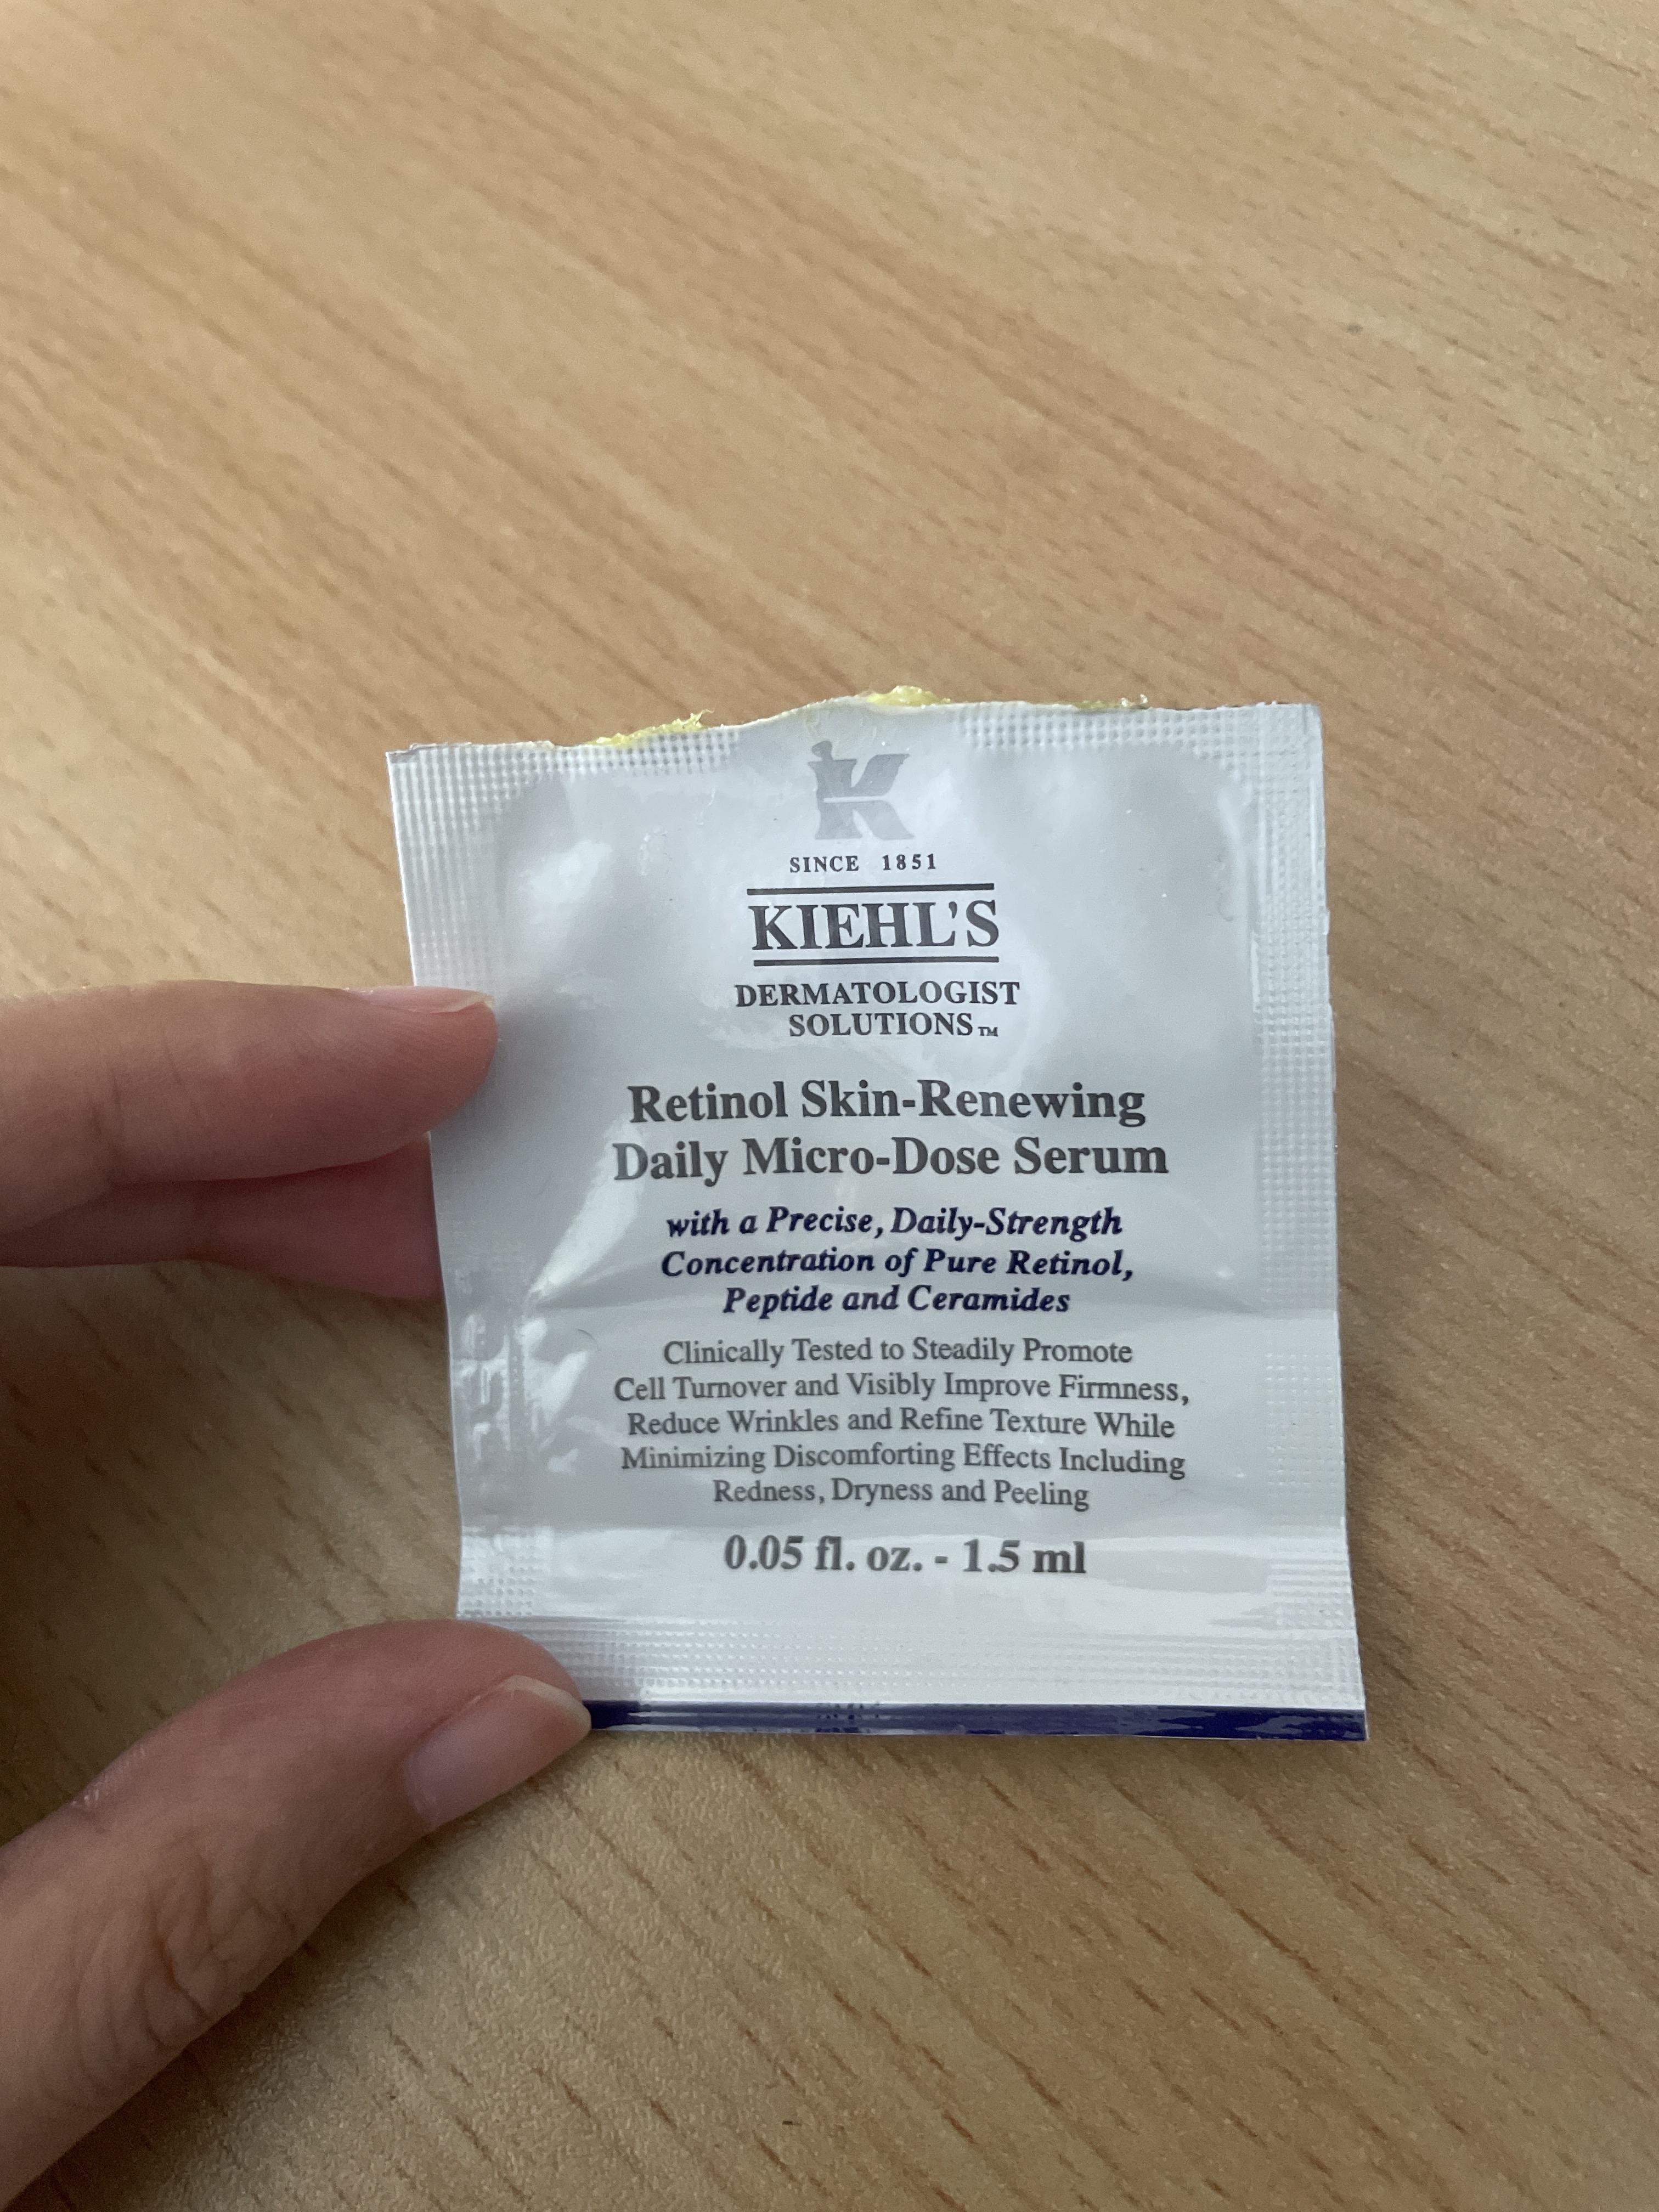 K
SINCE 1851
KIEHL'S
DERMATOLOGIST
SOLUTIONS™
Retinol Skin-Renewing
Daily Micro-Dose Serum
with a Precise, Daily-Strength
Concentration of Pure Retinol,
Peptide and Ceramides
Clinically Tested to Steadily Promote
Cell Turnover and Visibly Improve Firmness,
Reduce Wrinkles and Refine Texture While
Minimizing Discomforting Effects Including
Redness, Dryness and Peeling
0.05 fl. oz. - 1.5 ml